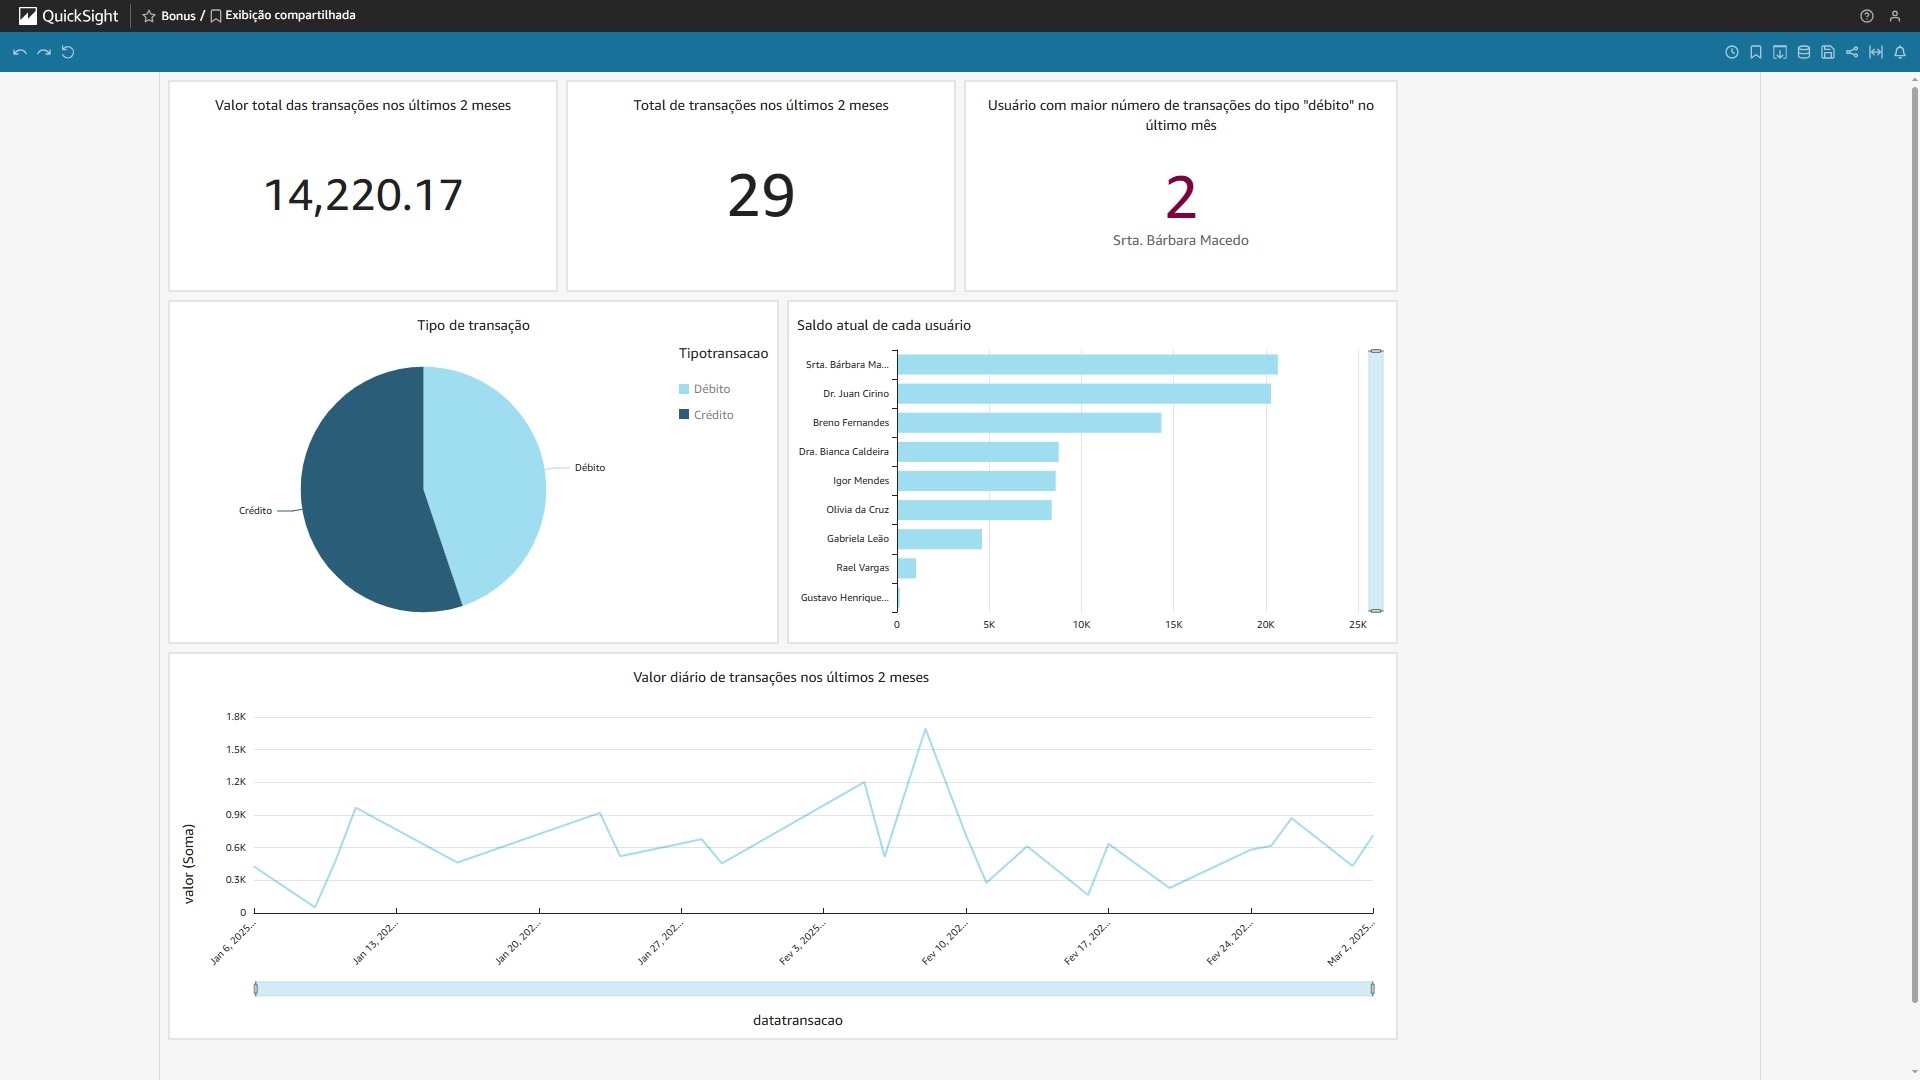 QuickSight
Bonus / Exibição compartilhada
Valor total das transações nos últimos 2 meses
14,220.17
Total de transações nos últimos 2 meses
29
Usuário com maior número de transações do tipo "débito" no
último mês
2
Srta. Bárbara Macedo
Tipo de transação
Tipotransacao
Débito
Crédito
Débito
Crédito
Saldo atual de cada usuário
Srta. Bárbara Ma...
Dr. Juan Cirino
Breno Fernandes
Dra. Bianca Caldeira
Igor Mendes
Olivia da Cruz
Gabriela Leão
Rael Vargas
Gustavo Henrique...
0 5K 10K 15K 20K 25K
Valor diário de transações nos últimos 2 meses
valor (Soma)
1.8K
1.5K
1.2K
0.9K
0.6K
0.3K
0
Jan 6, 2025...
Jan 13, 202...
Jan 20, 202...
Jan 27, 202...
Fev 3, 2025...
Fev 10, 202...
Fev 17, 202...
Fev 24, 202...
Mar 2, 2025...
datatransacao